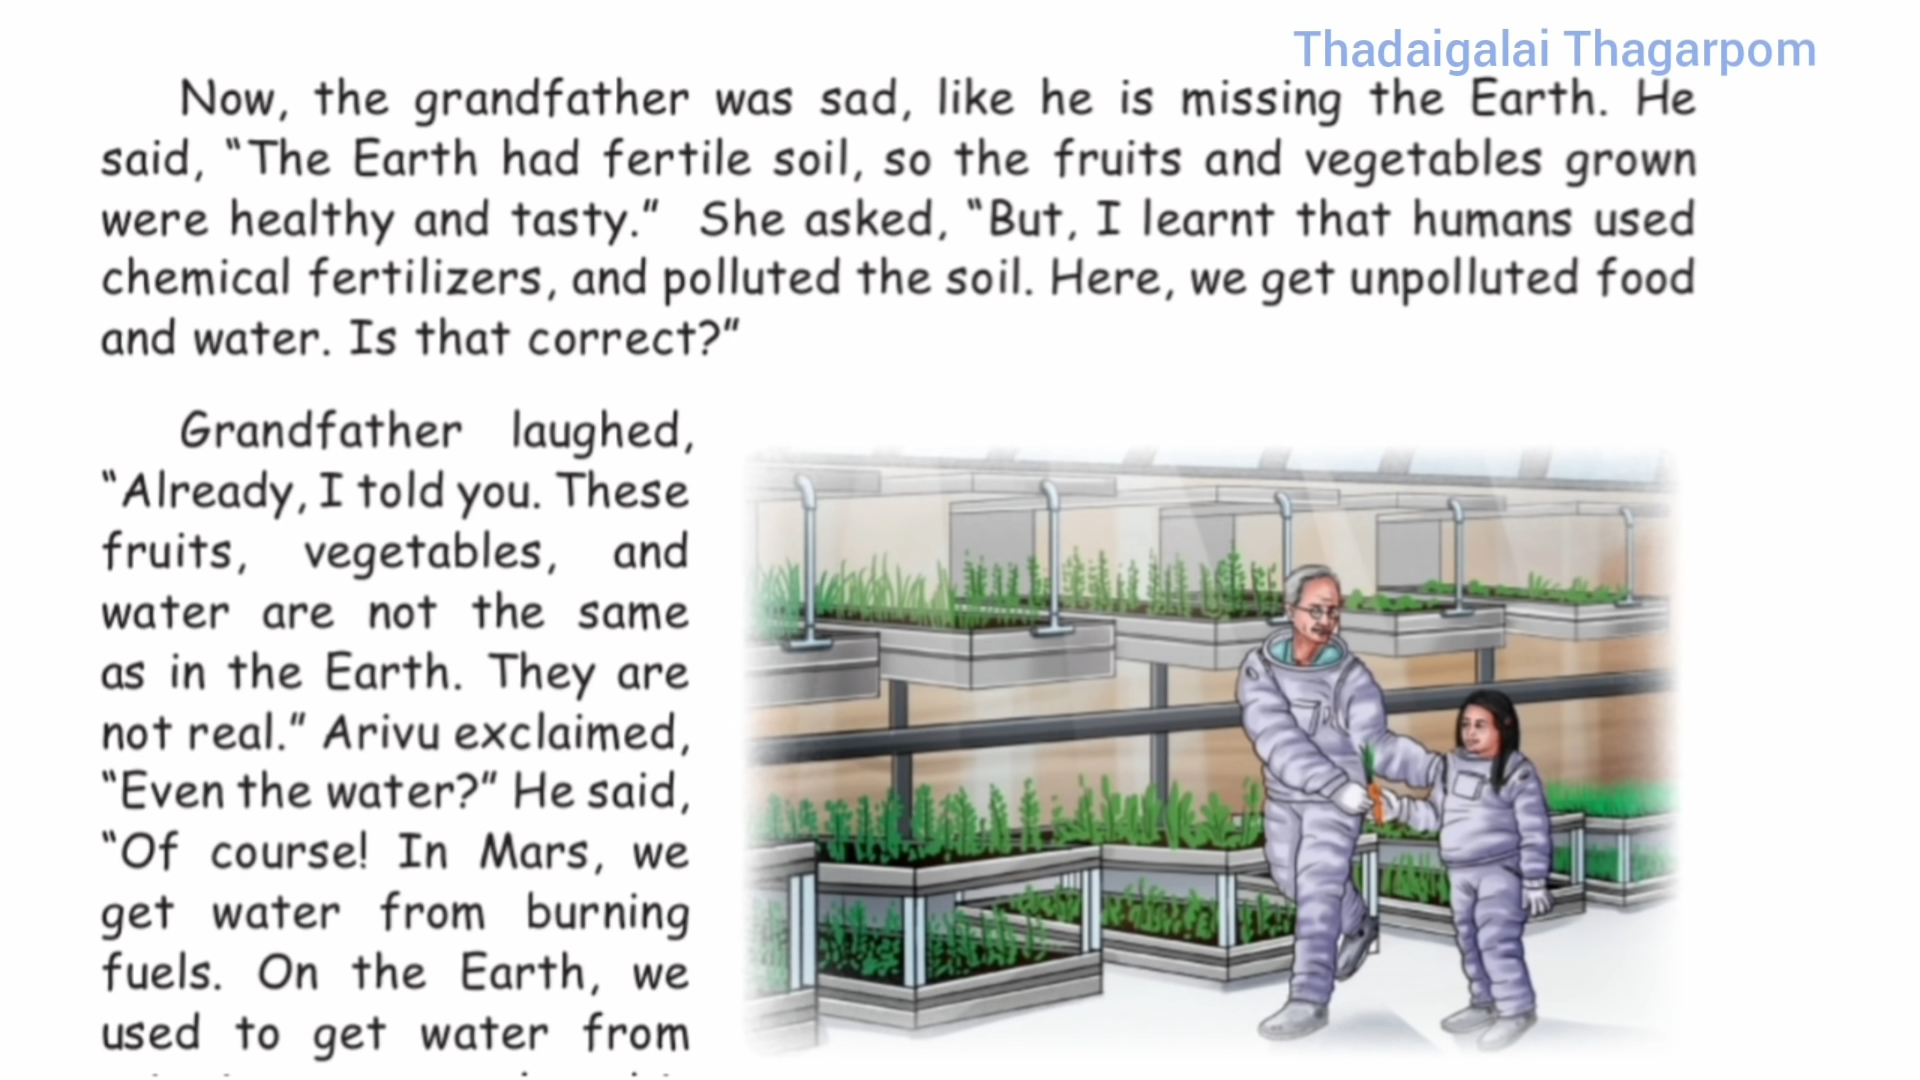 Thadaigalai Thagarpom
Now, the grandfather was sad, like he is missing the Earth. He
said, “The Earth had fertile soil, so the fruits and vegetables grown
were healthy and tasty.” She asked, “But, I learnt that humans used
chemical fertilizers, and polluted the soil. Here, we get unpolluted food
and water. Is that correct?”
Grandfather laughed,
“Already, I told you. These
fruits, vegetables, and
water are not the same
as in the Earth. They are
not real.” Arivu exclaimed,
“Even the water?” He said,
“Of course! In Mars, we
get water from burning
fuels. On the Earth, we
used to get water from